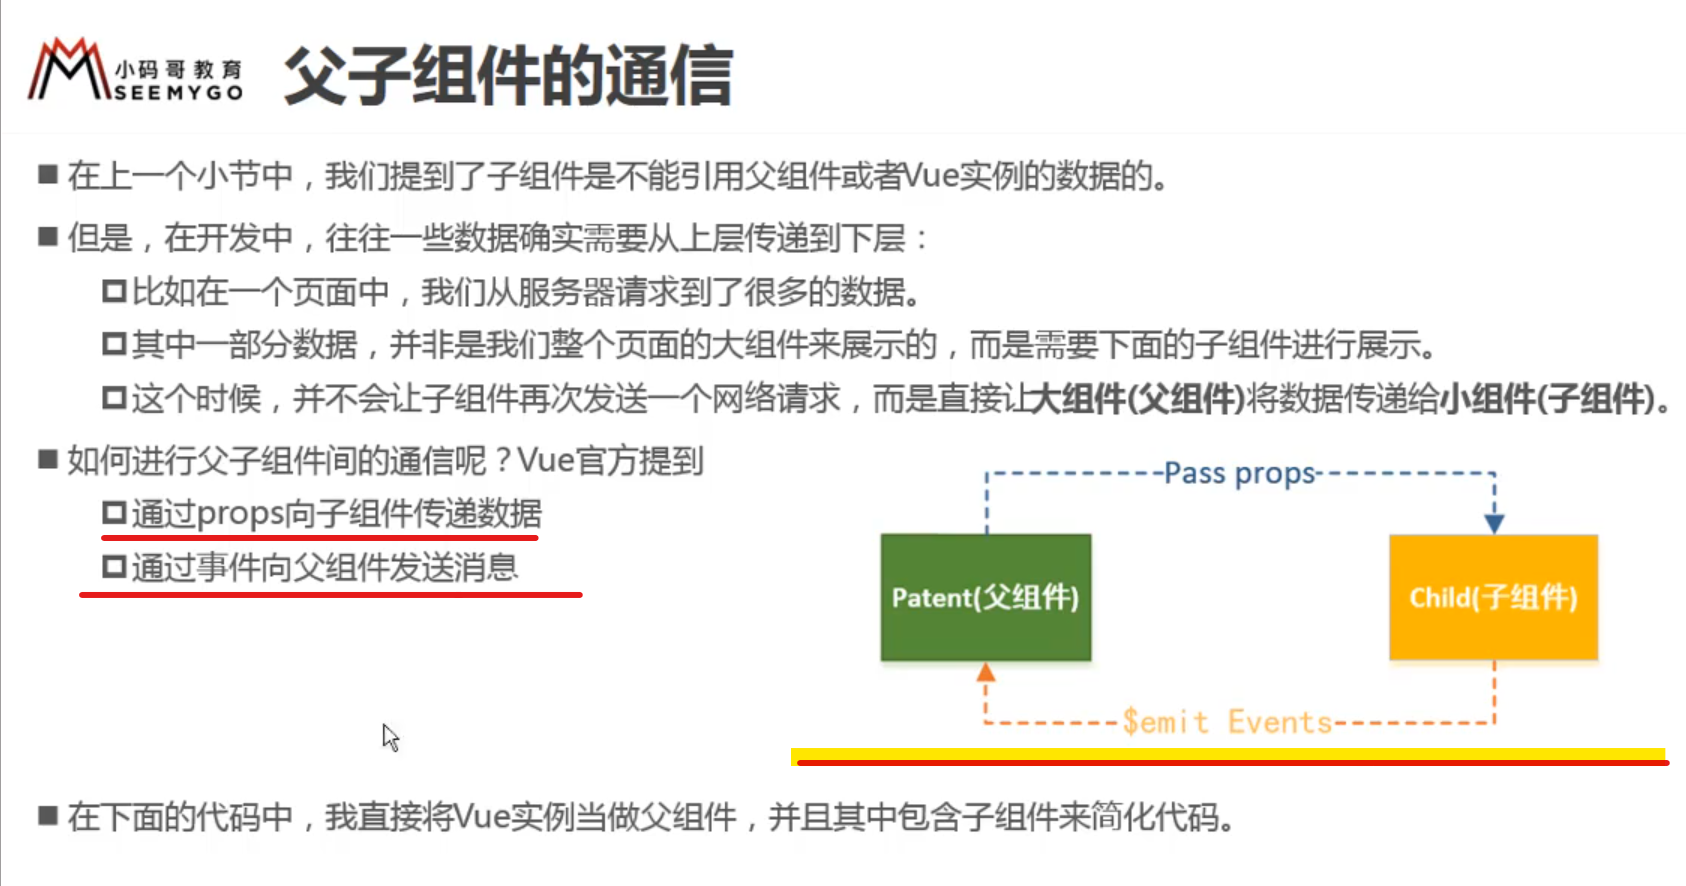 小码哥教育
SEEMYGO
父子组件的通信
在上一个小节中，我们提到了子组件是不能引用父组件或者Vue实例的数据的。
但是，在开发中，往往一些数据确实需要从上层传递到下层：
比如在一个页面中，我们从服务器请求到了很多的数据。
其中一部分数据，并非是我们整个页面的大组件来展示的，而是需要下面的子组件进行展示。
这个时候，并不会让子组件再次发送一个网络请求，而是直接让大组件(父组件)将数据传递给小组件(子组件)。
如何进行父子组件间的通信呢？Vue官方提到
通过props向子组件传递数据
通过事件向父组件发送消息
Pass props
Patent(父组件)
Child(子组件)
$emit Events
在下面的代码中，我直接将Vue实例当做父组件，并且其中包含子组件来简化代码。